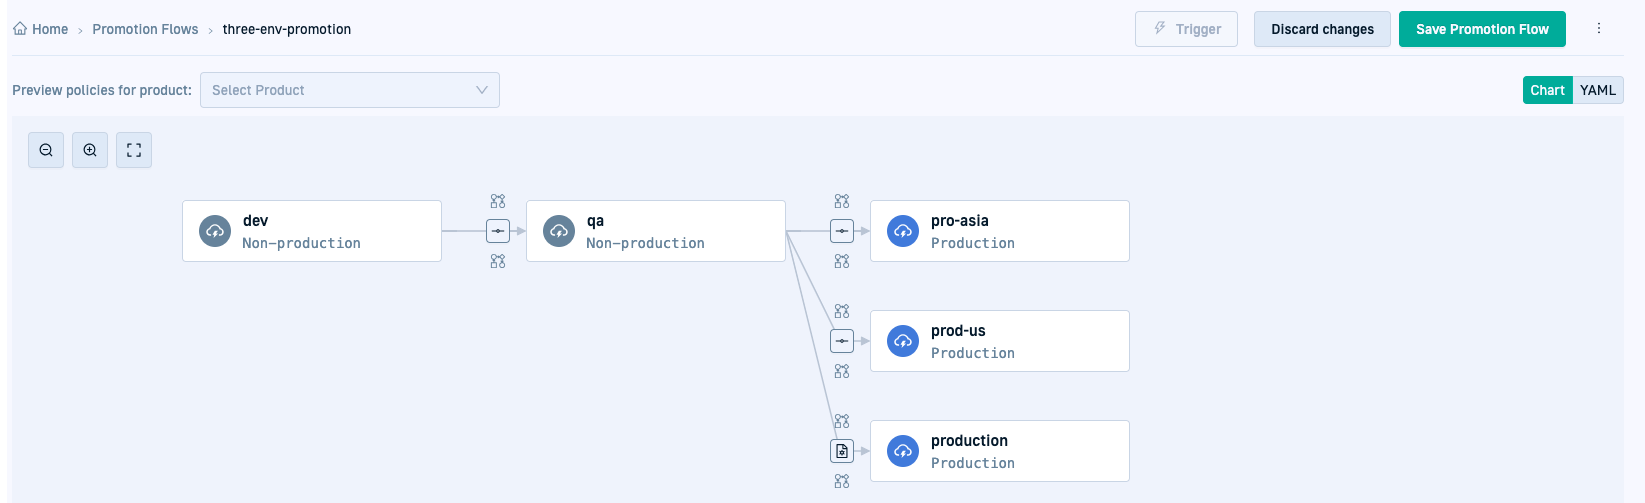 Home > Promotion Flows > three-env-promotion
Trigger
Discard changes
Save Promotion Flow
Preview policies for product:
Select Product
Chart
YAML
dev
Non-production
qa
Non-production
pro-asia
Production
prod-us
Production
production
Production